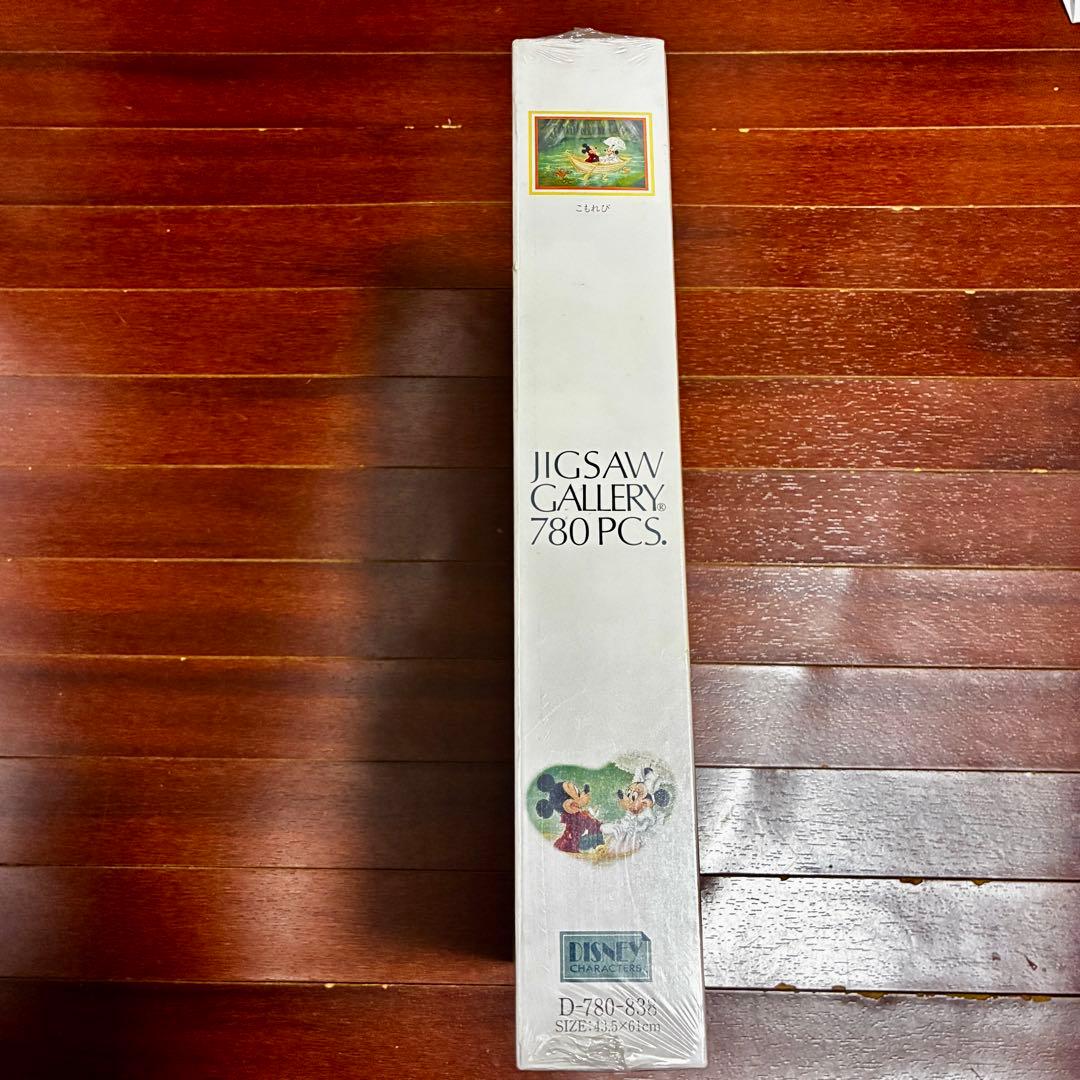 こもれび
JIGSAW
GALLERY®
780 PCS.
DISNEY
CHARACTERS
D-780-838
SIZE:43.5×61cm